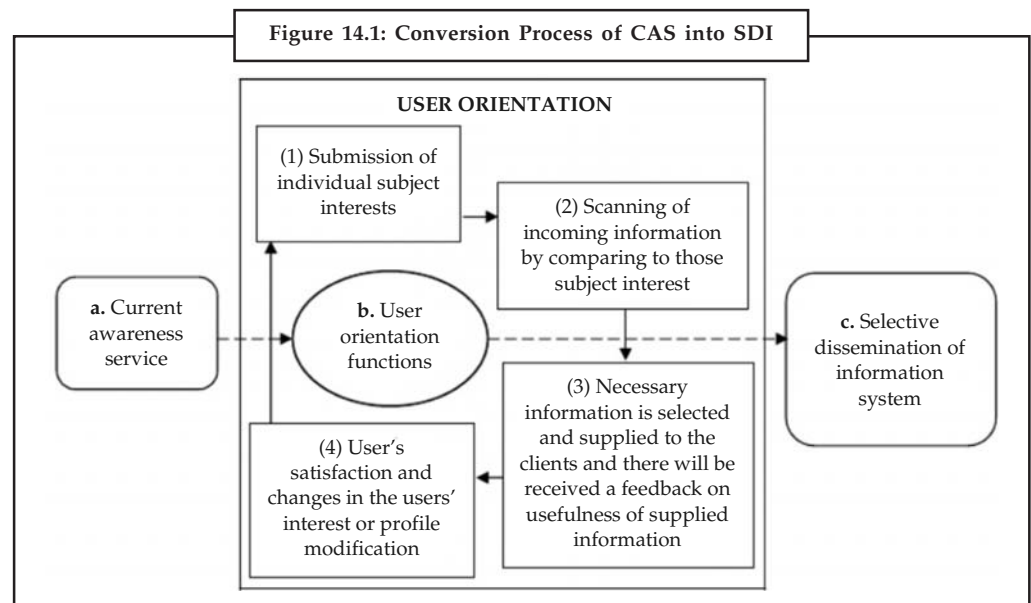 Figure 14.1: Conversion Process of CAS into SDI
USER ORIENTATION
(1) Submission of
individual subject
interests
(2) Scanning of
incoming information
by comparing to those
subject interest
a. Current
awareness
service
b. User
orientation
functions
c. Selective
dissemination of
information
system
(3) Necessary
information is selected
and supplied to the
clients and there will be
received a feedback on
usefulness of supplied
information
(4) User's
satisfaction and
changes in the users'
interest or profile
modification